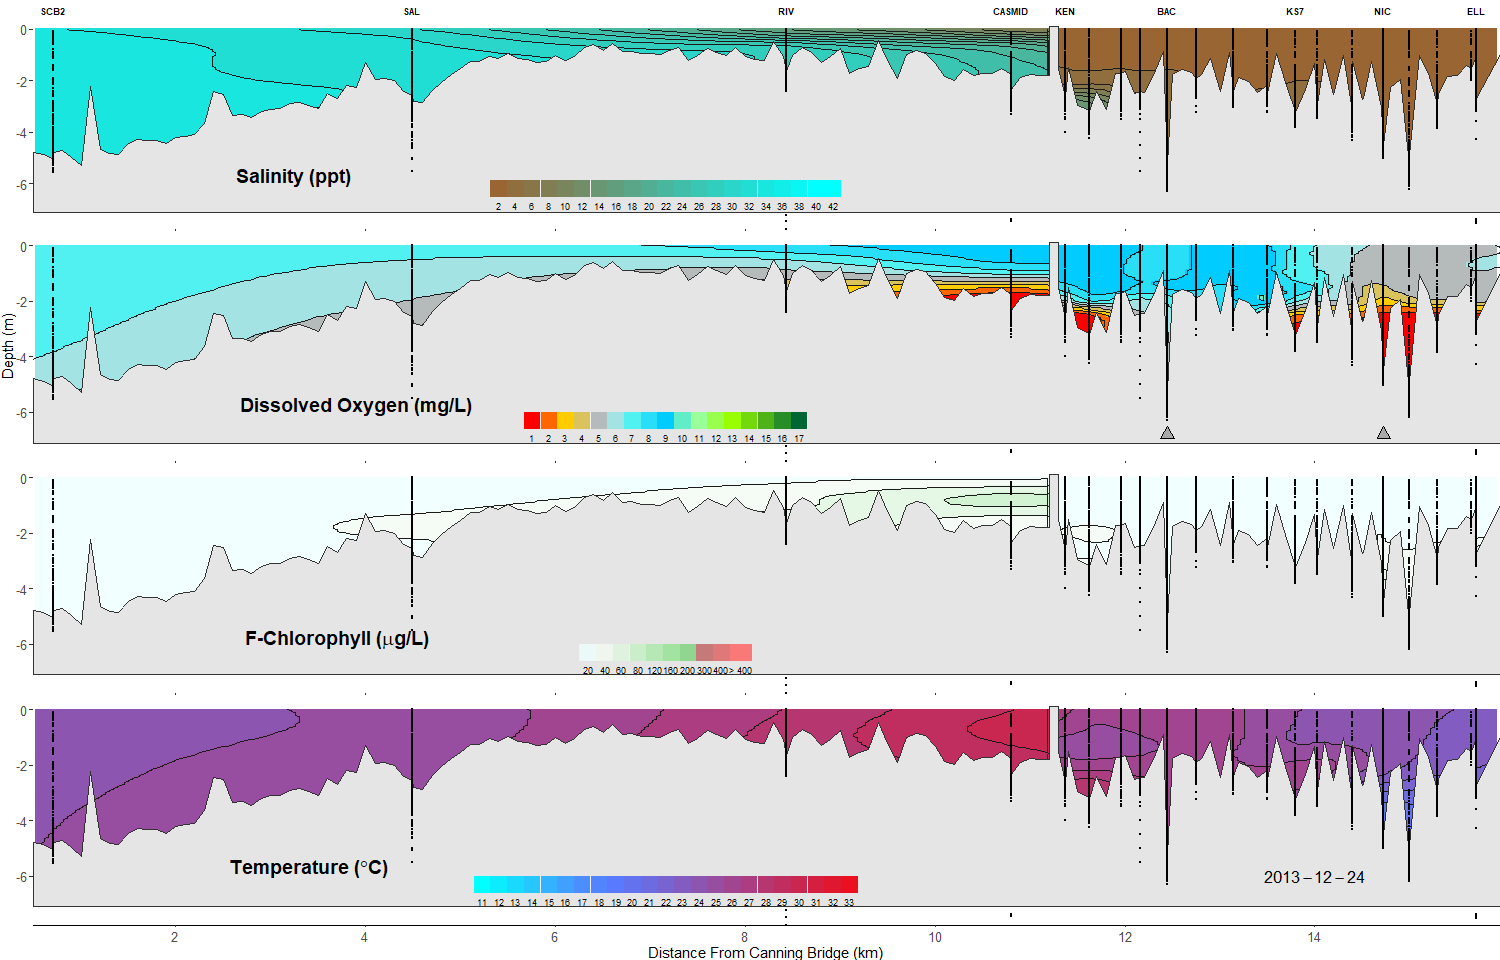 SCB2 SAL RIV CASMID KEN BAC KS7 NIC ELL
0
-2
-4
-6
Salinity (ppt)
2 4 6 8 10 12 14 16 18 20 22 24 26 28 30 32 34 36 38 40 42
0
-2
-4
-6
Dissolved Oxygen (mg/L)
1 2 3 4 5 6 7 8 9 10 11 12 13 14 15 16 17
Depth (m)
0
-2
-4
-6
F-Chlorophyll (µg/L)
20 40 60 80 120 160 200 300 400 > 400
0
-2
-4
-6
Temperature (°C)
2013 – 12 – 24
11 12 13 14 15 16 17 18 19 20 21 22 23 24 25 26 27 28 29 30 31 32 33
2 4 6 8 10 12 14
Distance From Canning Bridge (km)